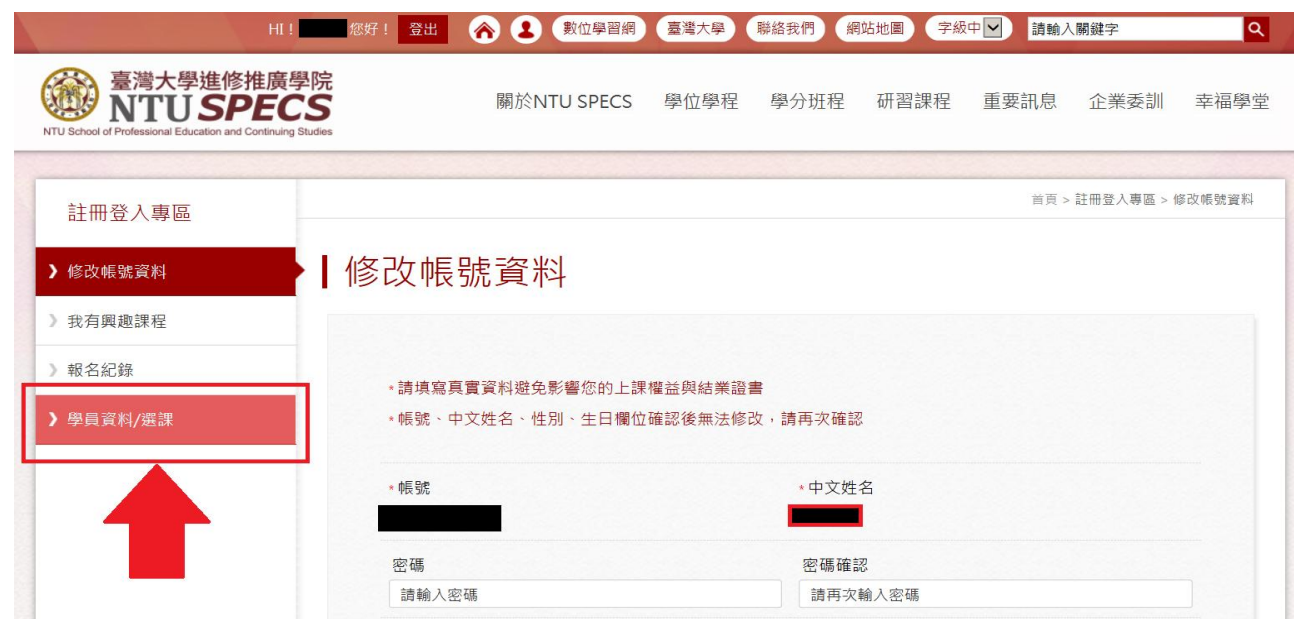 HI！ 您好！ 登出 數位學習網 臺灣大學 聯絡我們 網站地圖 字級中 請輸入關鍵字
臺灣大學進修推廣學院
NTU SPECS
NTU School of Professional Education and Continuing Studies
關於NTU SPECS 學位學程 學分班程 研習課程 重要訊息 企業委訓 幸福學堂
註冊登入專區
首頁 > 註冊登入專區 > 修改帳號資料
》修改帳號資料
修改帳號資料
》我有興趣課程
》報名紀錄
》學員資料/選課
*請填寫真實資料避免影響您的上課權益與結業證書
*帳號、中文姓名、性別、生日欄位確認後無法修改，請再次確認
*帳號 *中文姓名
密碼 密碼確認
請輸入密碼 請再次輸入密碼